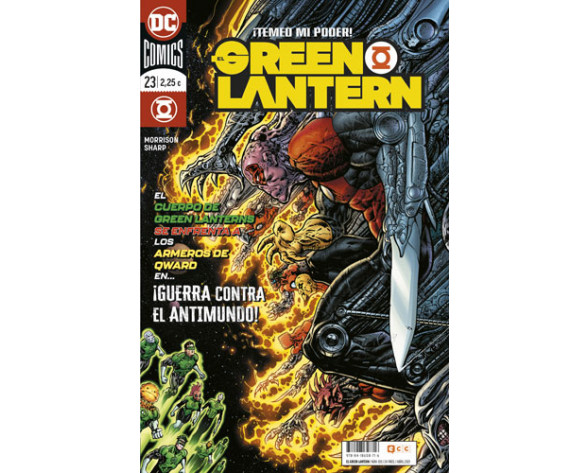 ¡TEMED MI PODER!
DC
COMICS
EL
GREEN
LANTERN
23 | 2,25 €
MORRISON
SHARP
EL
CUERPO DE
GREEN LANTERNS
SE ENFRENTA A
LOS
ARMEROS DE
QWARD
EN...
¡GUERRA CONTRA
EL ANTIMUNDO!
ECC